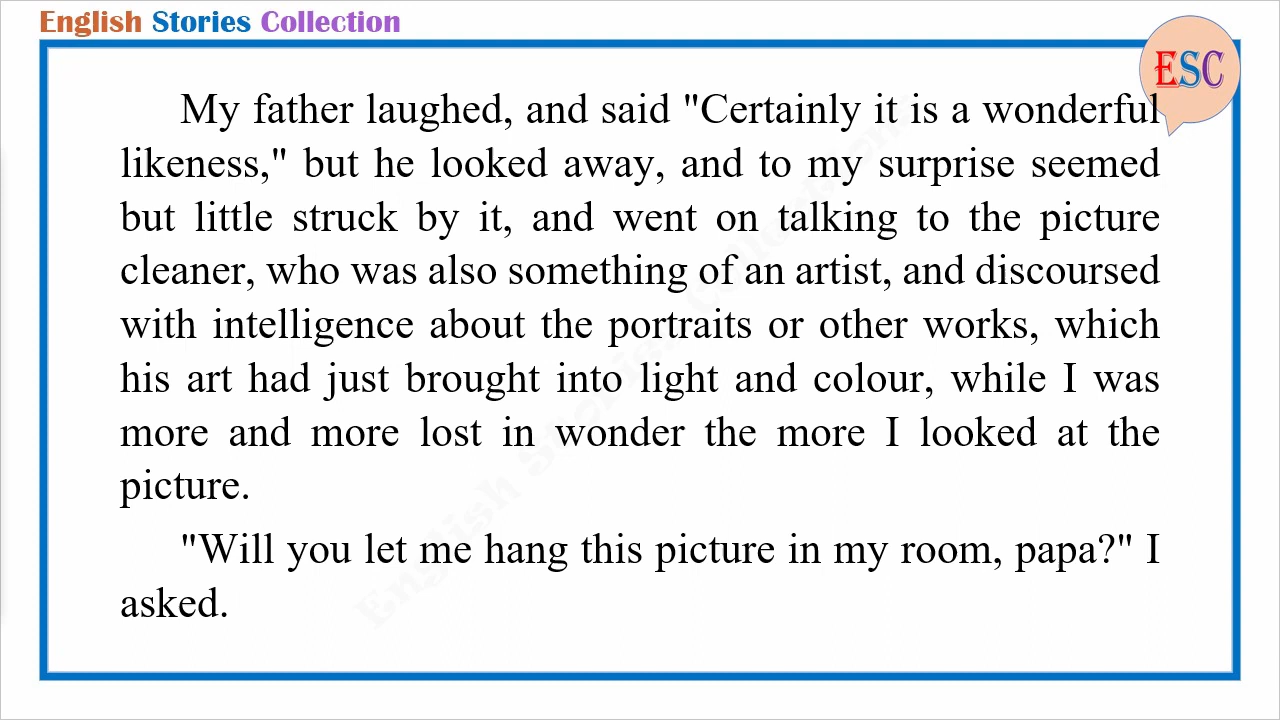 English Stories Collection
ESC
My father laughed, and said "Certainly it is a wonderful
likeness," but he looked away, and to my surprise seemed
but little struck by it, and went on talking to the picture
cleaner, who was also something of an artist, and discoursed
with intelligence about the portraits or other works, which
his art had just brought into light and colour, while I was
more and more lost in wonder the more I looked at the
picture.
"Will you let me hang this picture in my room, papa?" I
asked.
English Stories Collection